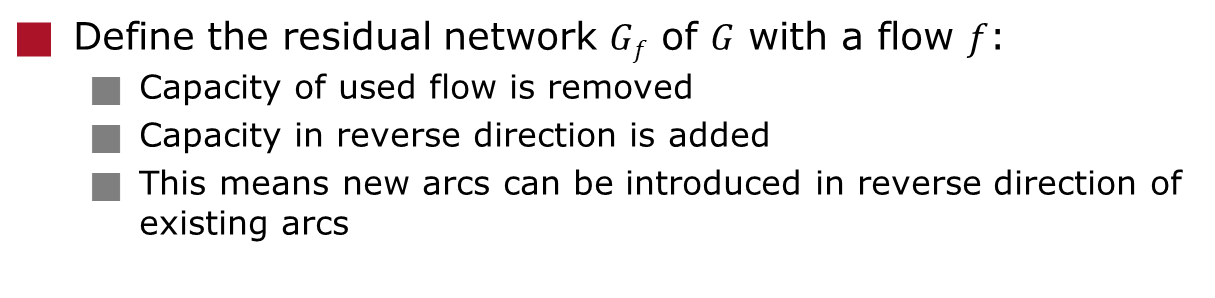 Define the residual network G_f of G with a flow f:
Capacity of used flow is removed
Capacity in reverse direction is added
This means new arcs can be introduced in reverse direction of
existing arcs